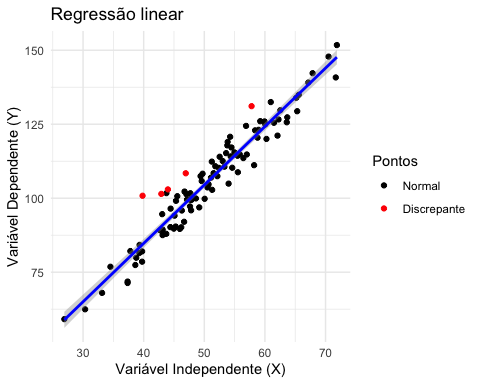 Regressão linear
150
125
100
75
30
40
50
60
70
Variável Dependente (Y)
Variável Independente (X)
Pontos
Normal
Discrepante